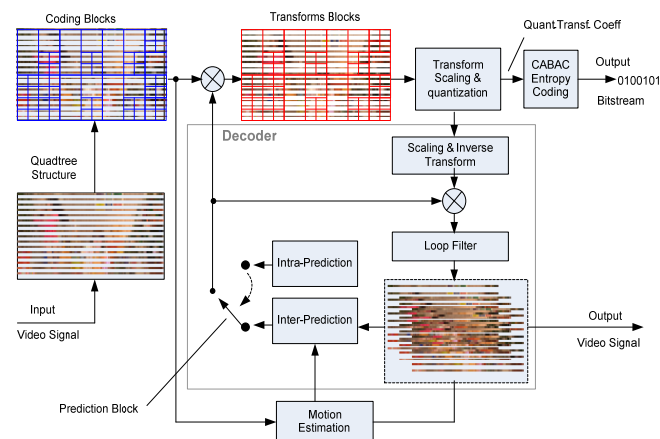 Coding Blocks
Transforms Blocks
Quant.Transf. Coeff
Transform
Scaling &
quantization
CABAC
Entropy
Coding
Output
0100101
Bitstream
Decoder
Quadtree
Structure
Scaling & Inverse
Transform
Loop Filter
Intra-Prediction
Inter-Prediction
Input
Video Signal
Output
Video Signal
Prediction Block
Motion
Estimation